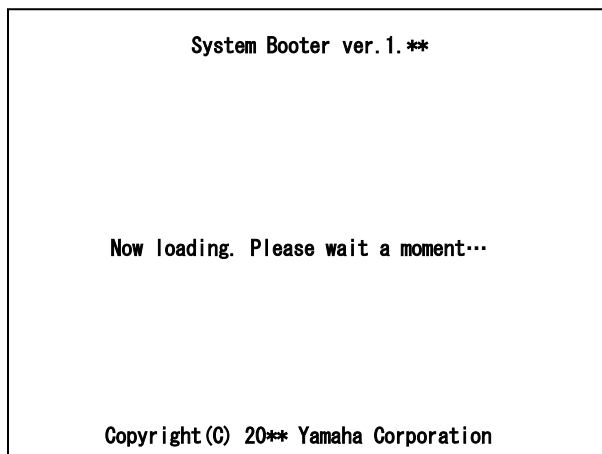 System Booter ver.1.**
Now loading. Please wait a moment…
Copyright(C) 20** Yamaha Corporation